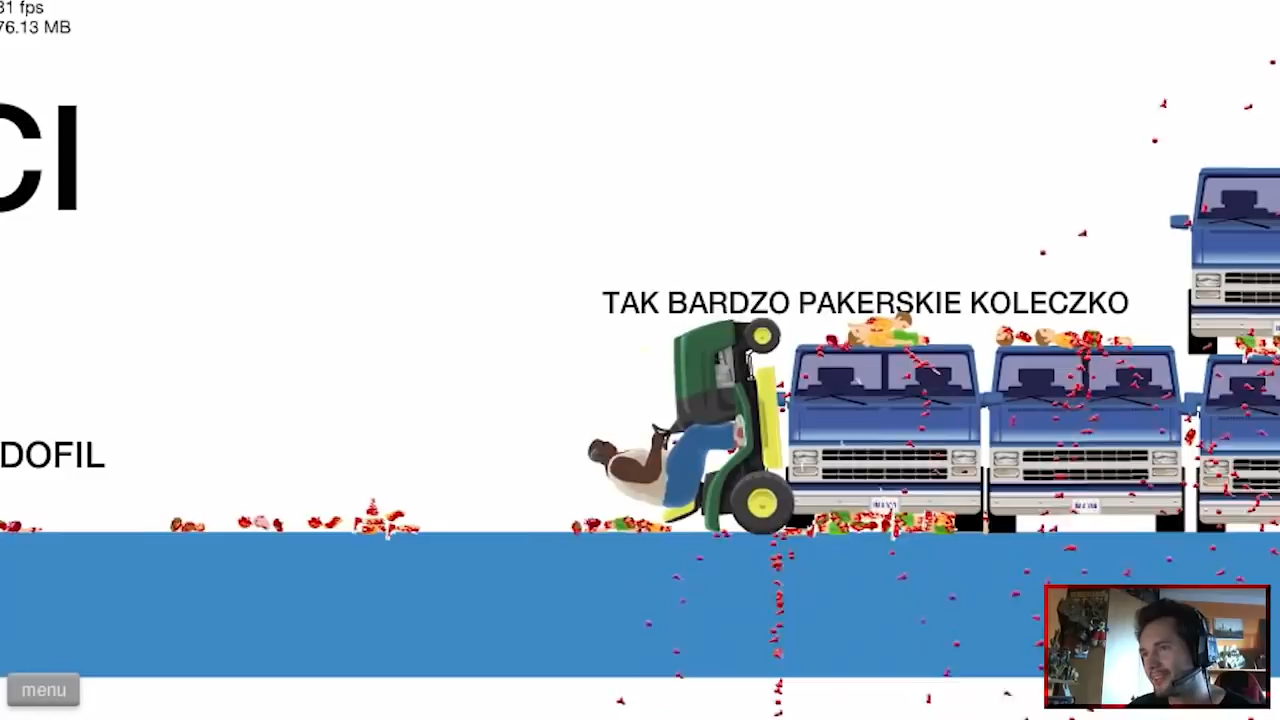 31 fps
76.13 MB
CI
TAK BARDZO PAKERSKIE KOLECZKO
DOFIL
menu